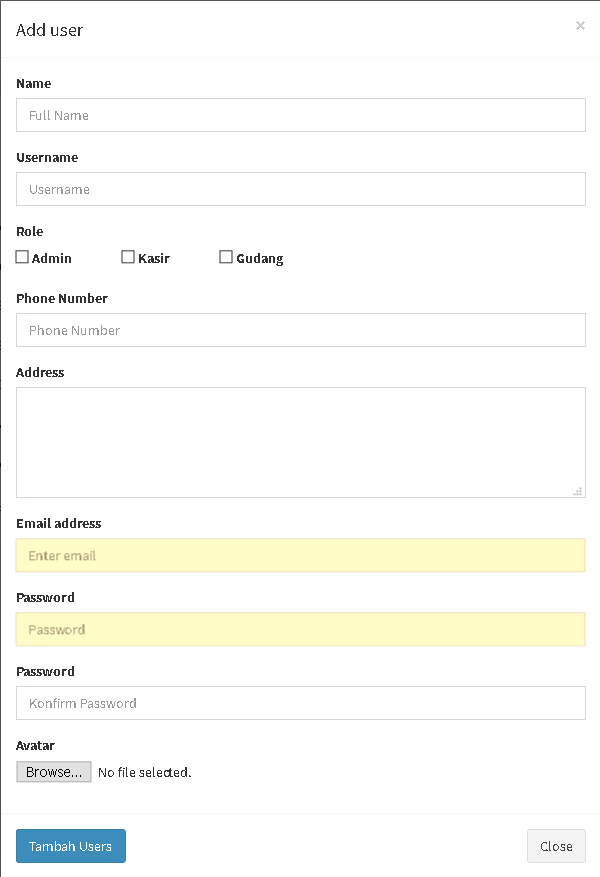 Add user ×
Name
Full Name
Username
Username
Role
Admin Kasir Gudang
Phone Number
Phone Number
Address
Email address
Enter email
Password
Password
Password
Konfirm Password
Avatar
Browse... No file selected.
Tambah Users Close